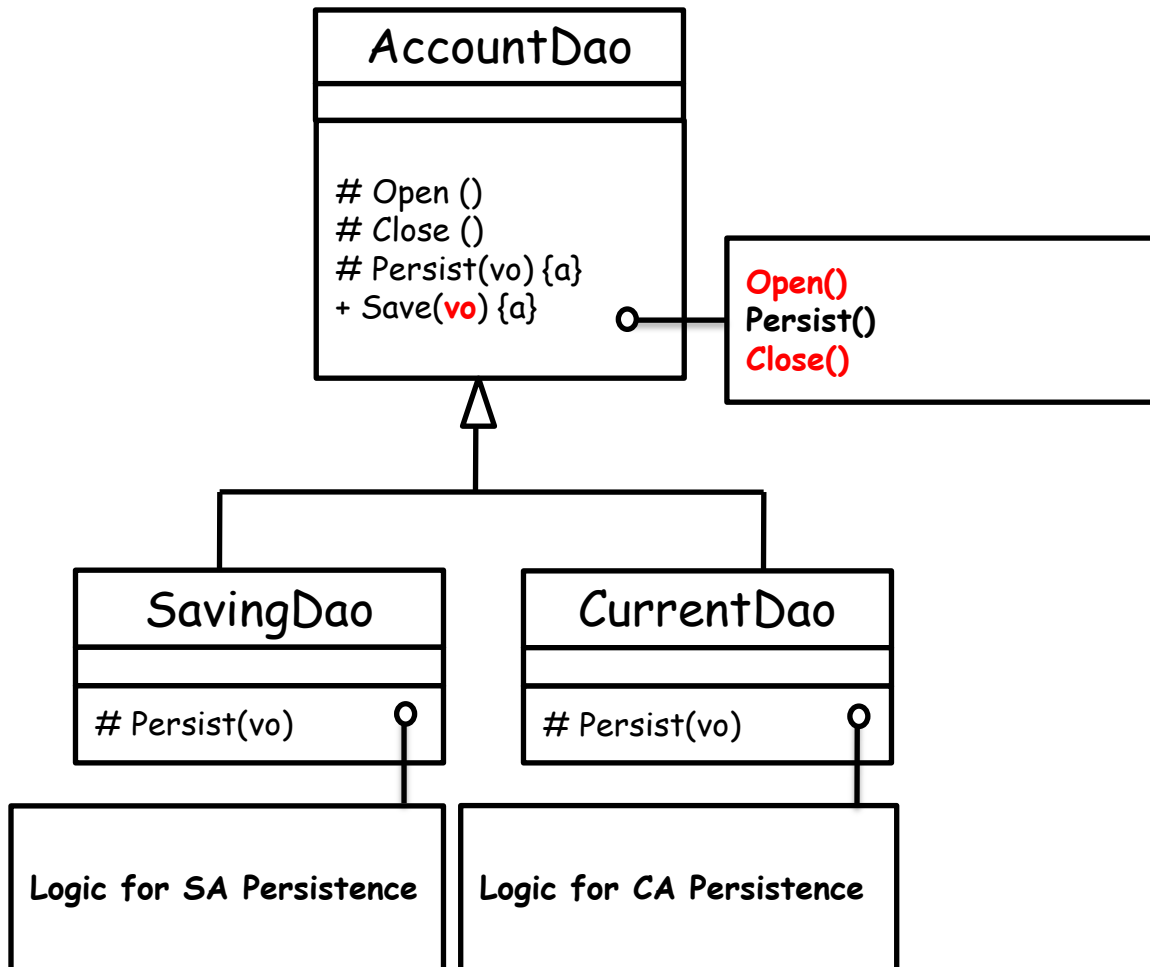 AccountDao
# Open ()
# Close ()
# Persist(vo) {a}
+ Save(vo) {a}
Open()
Persist()
Close()
SavingDao
# Persist(vo)
CurrentDao
# Persist(vo)
Logic for SA Persistence
Logic for CA Persistence